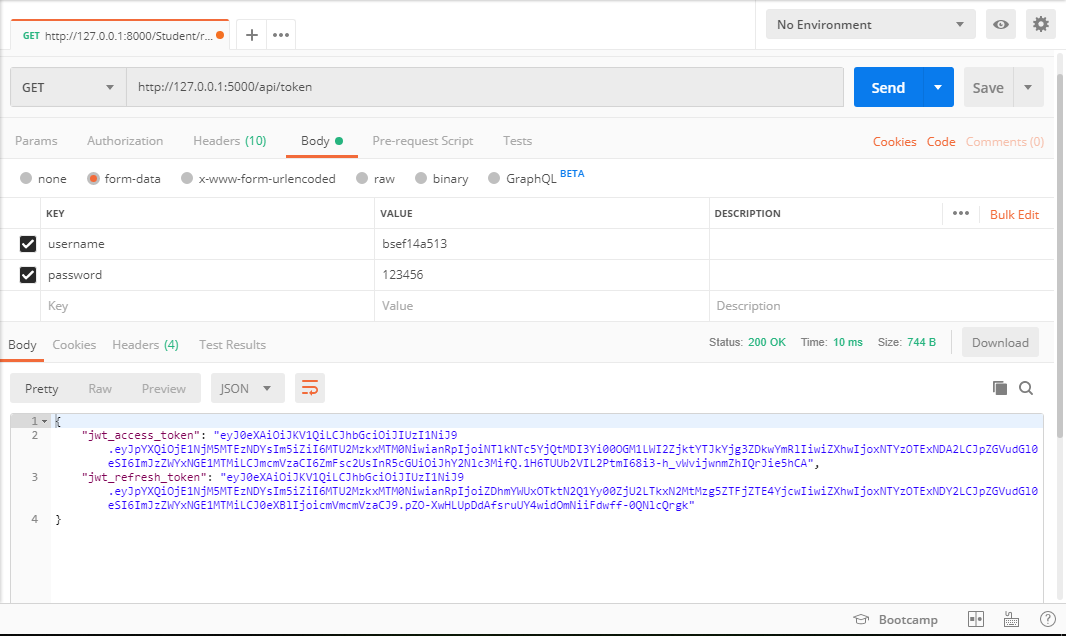 GET http://127.0.0.1:8000/Student/r...
No Environment
GET http://127.0.0.1:5000/api/token Send Save
Params Authorization Headers (10) Body Pre-request Script Tests Cookies Code Comments (0)
none form-data x-www-form-urlencoded raw binary GraphQL BETA
KEY VALUE DESCRIPTION ••• Bulk Edit
username bsef14a513
password 123456
Key Value Description
Body Cookies Headers (4) Test Results Status: 200 OK Time: 10 ms Size: 744 B Download
Pretty Raw Preview JSON
1 {
2 "jwt_access_token": "eyJ0eXAiOiJKV1QiLCJhbGciOiJIUzI1NiJ9
.eyJpYXQiOjE1NjM5MTEzNDYsIm5iZiI6MTU2MzkxMTM0NiwianRpIjoiNTlkNTc5YjQtMDI3Yi00OGM1LWI2ZjktYTJkYjg3ZDkwYmRlIiwiZXhwIjoxNTYzOTExNDA2LCJpZGVudGl0
eSI6ImJzZWYxNGE1MTMiLCJmcmVzaCI6ZmFsc2UsInR5cGUiOiJhY2Nlc3MifQ.1H6TUUb2VIL2PtmI68i3-h_vWvijwnmZhIQrJie5hCA",
3 "jwt_refresh_token": "eyJ0eXAiOiJKV1QiLCJhbGciOiJIUzI1NiJ9
.eyJpYXQiOjE1NjM5MTEzNDYsIm5iZiI6MTU2MzkxMTM0NiwianRpIjoiZDhmYWUxOTktN2Q1Yy00ZjU2LTkxN2MtMzg5ZTFjZTE4YjcwIiwiZXhwIjoxNTYzOTExNDY2LCJpZGVudGl0
eSI6ImJzZWYxNGE1MTMiLCJ0eXBlIjoicmVmcmVzaCJ9.pZO-XwHLUpDdAfsruUY4widOmNiiFdwff-0QNlcQrgk"
4 }
Bootcamp